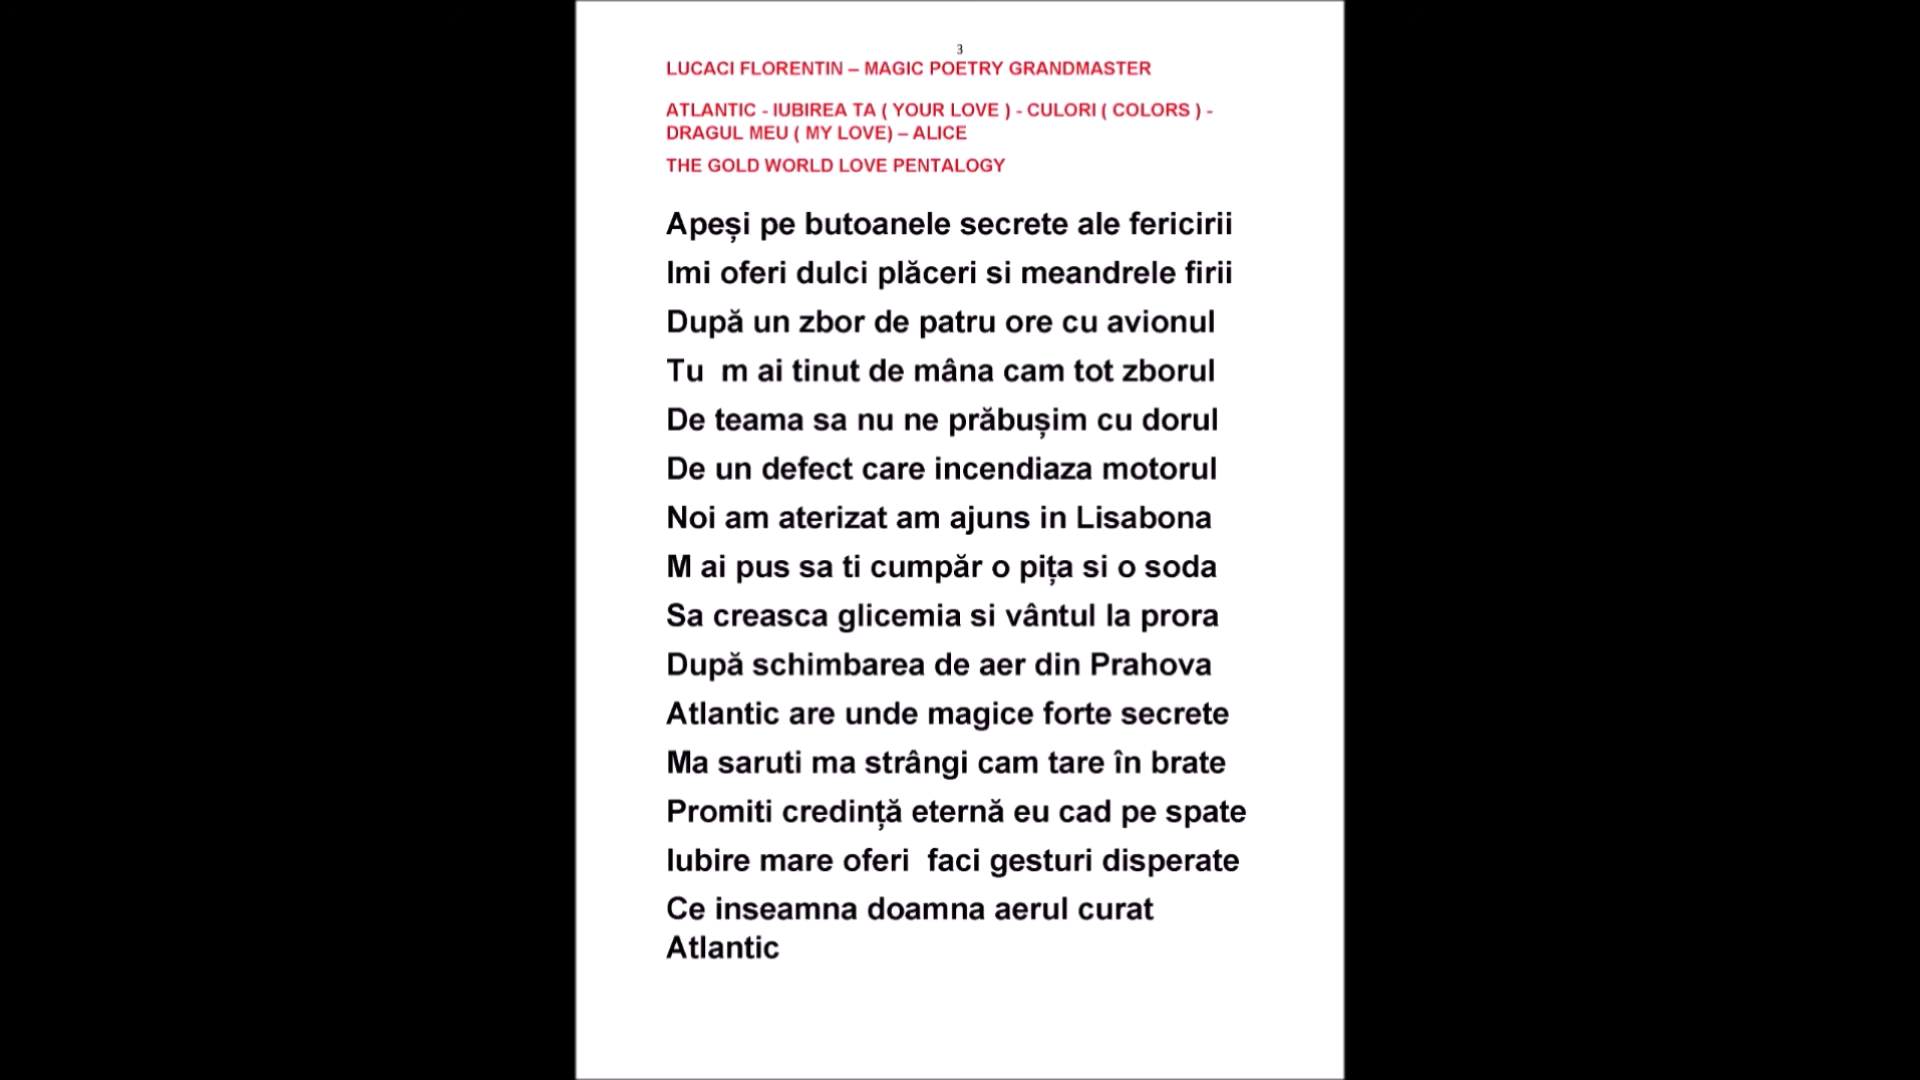 3
LUCACI FLORENTIN – MAGIC POETRY GRANDMASTER
ATLANTIC - IUBIREA TA ( YOUR LOVE ) - CULORI ( COLORS ) -
DRAGUL MEU ( MY LOVE) – ALICE
THE GOLD WORLD LOVE PENTALOGY
Apeși pe butoanele secrete ale fericirii
Imi oferi dulci plăceri si meandrele firii
După un zbor de patru ore cu avionul
Tu  m ai tinut de mâna cam tot zborul
De teama sa nu ne prăbușim cu dorul
De un defect care incendiaza motorul
Noi am aterizat am ajuns in Lisabona
M ai pus sa ti cumpăr o pița si o soda
Sa creasca glicemia si vântul la prora
După schimbarea de aer din Prahova
Atlantic are unde magice forte secrete
Ma saruti ma strângi cam tare în brate
Promiti credință eternă eu cad pe spate
Iubire mare oferi  faci gesturi disperate
Ce inseamna doamna aerul curat
Atlantic